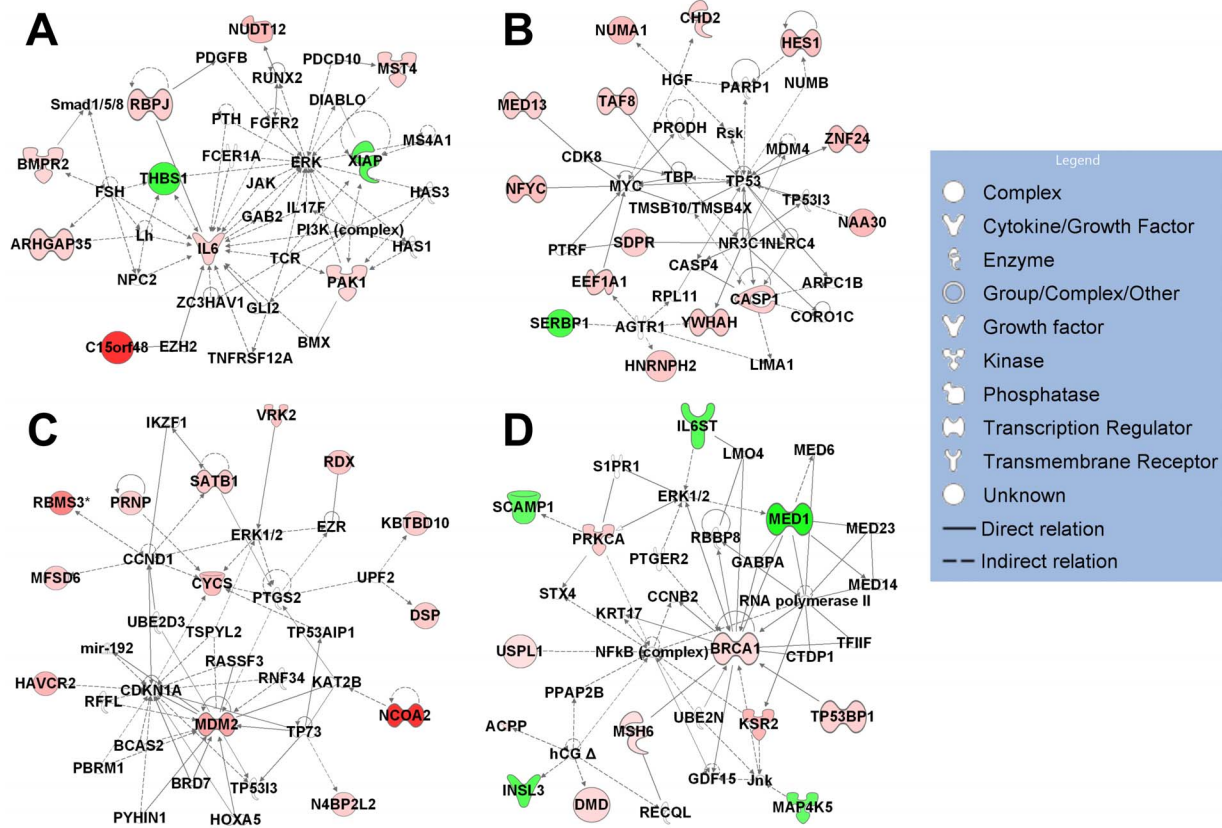 A
NUDT12
PDGFB
PDCD10
RUNX2
MST4
Smad1/5/8
RBPJ
DIABLO
PTH
FGFR2
MS4A1
BMPR2
FCER1A
ERK
XIAP
THBS1
FSH
JAK
HAS3
GAB2
IL17F
ARHGAP35
Lh
IL6
PI3K (complex)
HAS1
NPC2
TCR
PAK1
ZC3HAV1
GLI2
C15orf48
EZH2
BMX
TNFRSF12A
B
CHD2
NUMA1
HES1
HGF
PARP1
NUMB
MED13
TAF8
PRODH
Rsk
ZNF24
MDM4
CDK8
TBP
NFYC
MYC
TP53
TP53I3
TMSB10/TMSB4X
NAA30
PTRF
SDPR
NR3C1
NLRC4
CASP4
EEF1A1
ARPC1B
RPL11
CASP1
CORO1C
SERBP1
AGTR1
YWHAH
HNRNPH2
LIMA1
Legend
Complex
Cytokine/Growth Factor
Enzyme
Group/Complex/Other
Growth factor
Kinase
Phosphatase
Transcription Regulator
Transmembrane Receptor
Unknown
Direct relation
Indirect relation
C
VRK2
IKZF1
RDX
SATB1
RBMS3*
PRNP
EZR
KBTBD10
ERK1/2
CCND1
MFSD6
CYCS
UPF2
PTGS2
DSP
UBE2D3
TSPYL2
TP53AIP1
mir-192
RASSF3
HAVCR2
CDKN1A
RNF34
KAT2B
RFFL
NCOA2
MDM2
TP73
BCAS2
PBRM1
BRD7
TP53I3
N4BP2L2
PYHIN1
HOXA5
D
IL6ST
LMO4
MED6
S1PR1
ERK1/2
SCAMP1
MED1
MED23
PRKCA
RBBP8
PTGER2
GABPA
MED14
STX4
CCNB2
RNA polymerase II
KRT17
USPL1
NFkB (complex)
BRCA1
TFIIF
CTDP1
PPAP2B
UBE2N
TP53BP1
ACPP
MSH6
KSR2
hCG Δ
GDF15
Jnk
INSL3
DMD
RECQL
MAP4K5